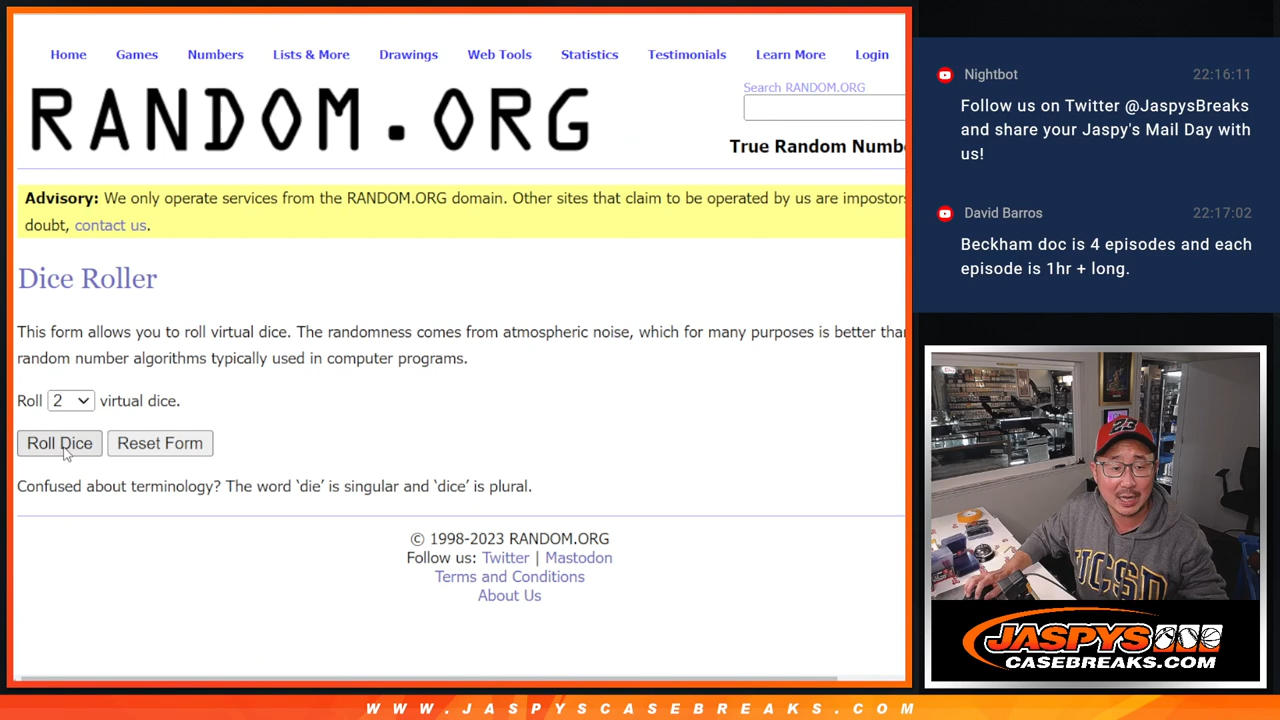 Home Games Numbers Lists & More Drawings Web Tools Statistics Testimonials Learn More Login
RANDOM.ORG
Search RANDOM.ORG
True Random Numb
Advisory: We only operate services from the RANDOM.ORG domain. Other sites that claim to be operated by us are impostors
doubt, contact us.
Dice Roller
This form allows you to roll virtual dice. The randomness comes from atmospheric noise, which for many purposes is better tha
random number algorithms typically used in computer programs.
Roll 2 virtual dice.
Roll Dice Reset Form
Confused about terminology? The word ‘die’ is singular and ‘dice’ is plural.
© 1998-2023 RANDOM.ORG
Follow us: Twitter | Mastodon
Terms and Conditions
About Us
Nightbot 22:16:11
Follow us on Twitter @JaspysBreaks
and share your Jaspy's Mail Day with
us!
David Barros 22:17:02
Beckham doc is 4 episodes and each
episode is 1hr + long.
UCSD
JASPYS
CASEBREAKS.COM
WWW.JASPYSCASEBREAKS.COM